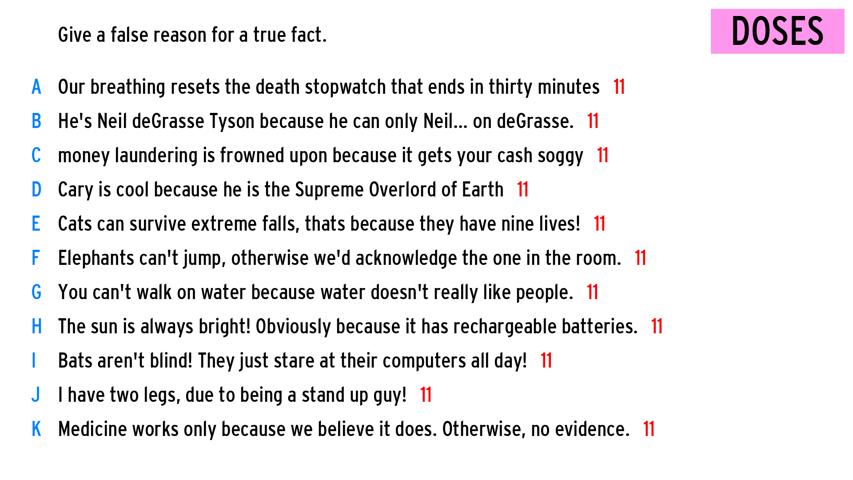 Give a false reason for a true fact.
DOSES
A Our breathing resets the death stopwatch that ends in thirty minutes 11
B He's Neil deGrasse Tyson because he can only Neil... on deGrasse. 11
C money laundering is frowned upon because it gets your cash soggy 11
D Cary is cool because he is the Supreme Overlord of Earth 11
E Cats can survive extreme falls, thats because they have nine lives! 11
F Elephants can't jump, otherwise we'd acknowledge the one in the room. 11
G You can't walk on water because water doesn't really like people. 11
H The sun is always bright! Obviously because it has rechargeable batteries. 11
I Bats aren't blind! They just stare at their computers all day! 11
J I have two legs, due to being a stand up guy! 11
K Medicine works only because we believe it does. Otherwise, no evidence. 11